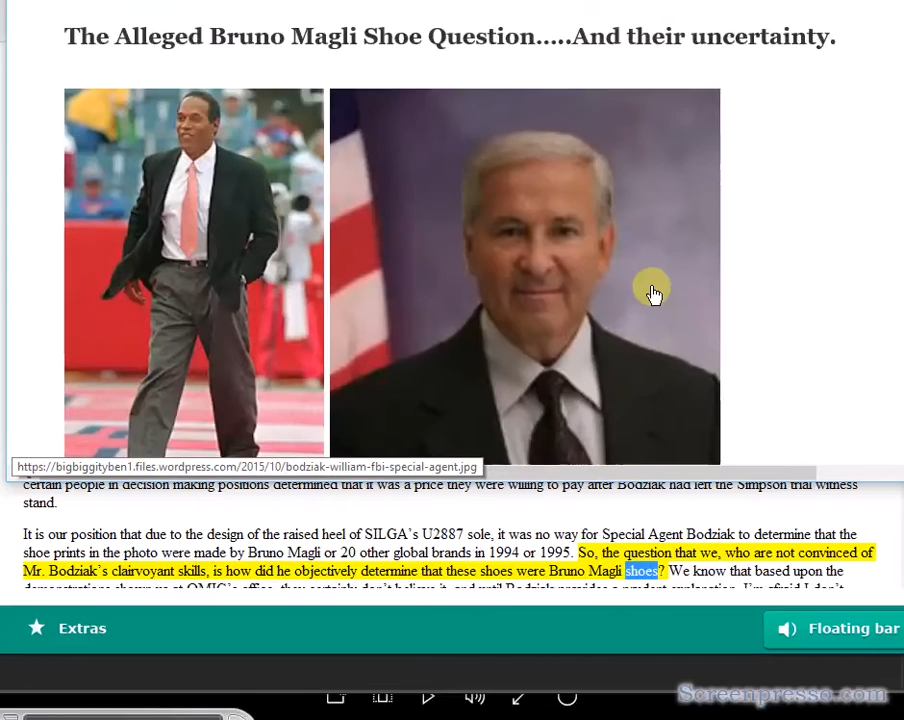 The Alleged Bruno Magli Shoe Question.....And their uncertainty.
https://bigbiggityben1.files.wordpress.com/2015/10/bodziak-william-fbi-special-agent.jpg
certain people in decision making positions determined that it was a price they were willing to pay after Bodziak had left the Simpson trial witness
stand.
It is our position that due to the design of the raised heel of SILGA's U2887 sole, it was no way for Special Agent Bodziak to determine that the
shoe prints in the photo were made by Bruno Magli or 20 other global brands in 1994 or 1995. So, the question that we, who are not convinced of
Mr. Bodziak's clairvoyant skills, is how did he objectively determine that these shoes were Bruno Magli shoes? We know that based upon the
Extras
Floating bar
Screenpresso.com